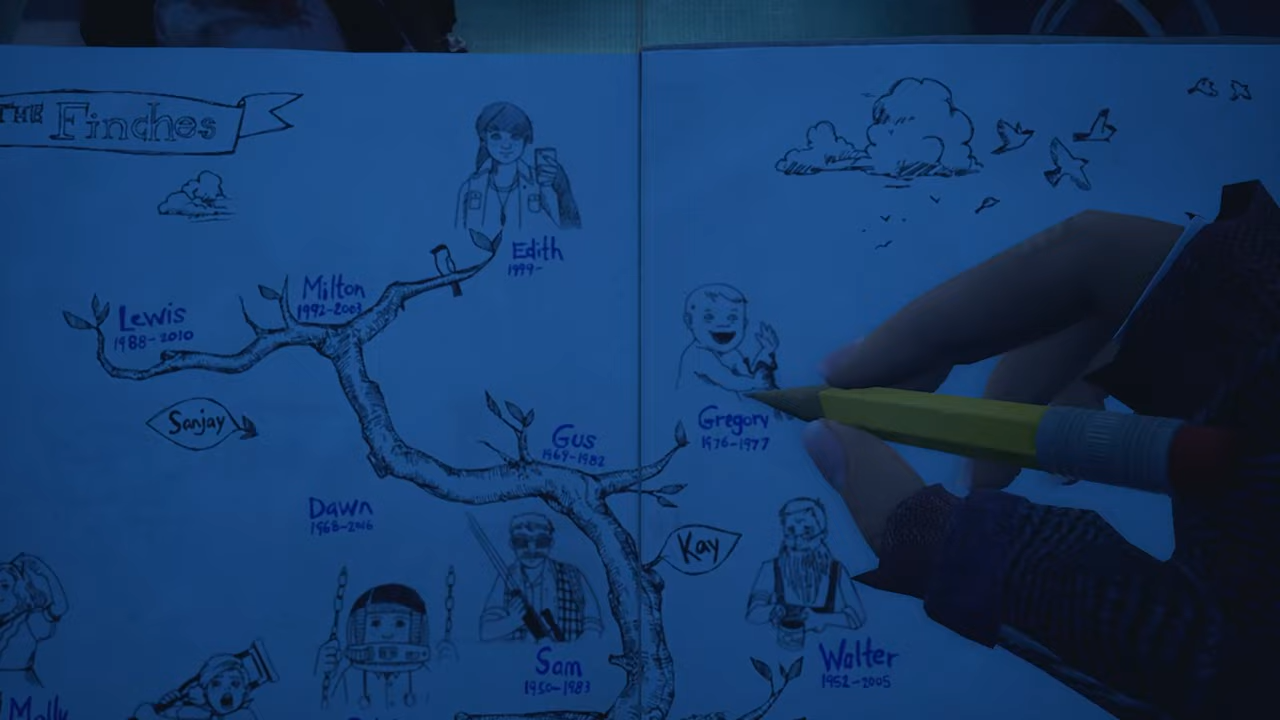 THE Finches
Edith
1999-
Milton
1992-2003
Lewis
1988-2010
Sanjay
Gregory
1976-1977
Gus
1969-1982
Dawn
1968-2016
Kay
Sam
1950-1983
Walter
1952-2005
Molly